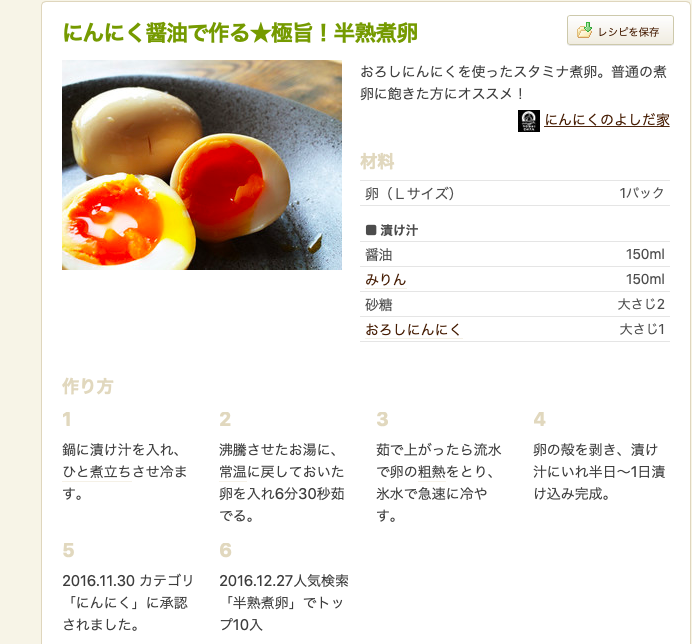 にんにく醤油で作る★極旨！半熟煮卵
レシピを保存
おろしにんにくを使ったスタミナ煮卵。普通の煮
卵に飽きた方にオススメ！
にんにくのよしだ家
材料
卵（Ｌサイズ） 1パック
■ 漬け汁
醤油 150ml
みりん 150ml
砂糖 大さじ2
おろしにんにく 大さじ1
作り方
1
鍋に漬け汁を入れ、
ひと煮立ちさせ冷ま
す。
2
沸騰させたお湯に、
常温に戻しておいた
卵を入れ6分30秒茹
でる。
3
茹で上がったら流水
で卵の粗熱をとり、
氷水で急速に冷や
す。
4
卵の殻を剥き、漬け
汁にいれ半日〜1日漬
け込み完成。
5
2016.11.30 カテゴリ
「にんにく」に承認
されました。
6
2016.12.27人気検索
「半熟煮卵」でトッ
プ10入